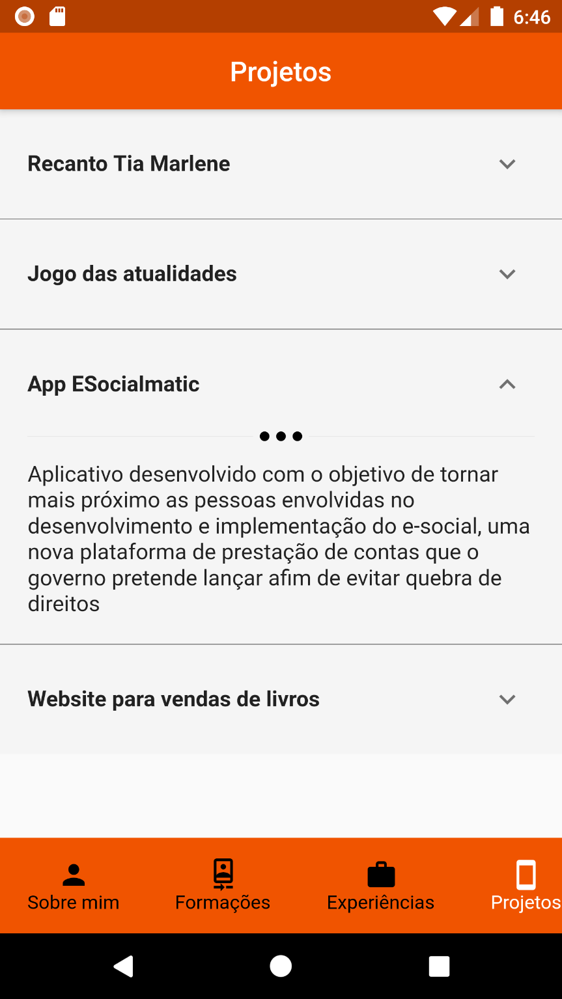 6:46
Projetos
Recanto Tia Marlene
Jogo das atualidades
App ESocialmatic
Aplicativo desenvolvido com o objetivo de tornar
mais próximo as pessoas envolvidas no
desenvolvimento e implementação do e-social, uma
nova plataforma de prestação de contas que o
governo pretende lançar afim de evitar quebra de
direitos
Website para vendas de livros
Sobre mim Formações Experiências Projetos